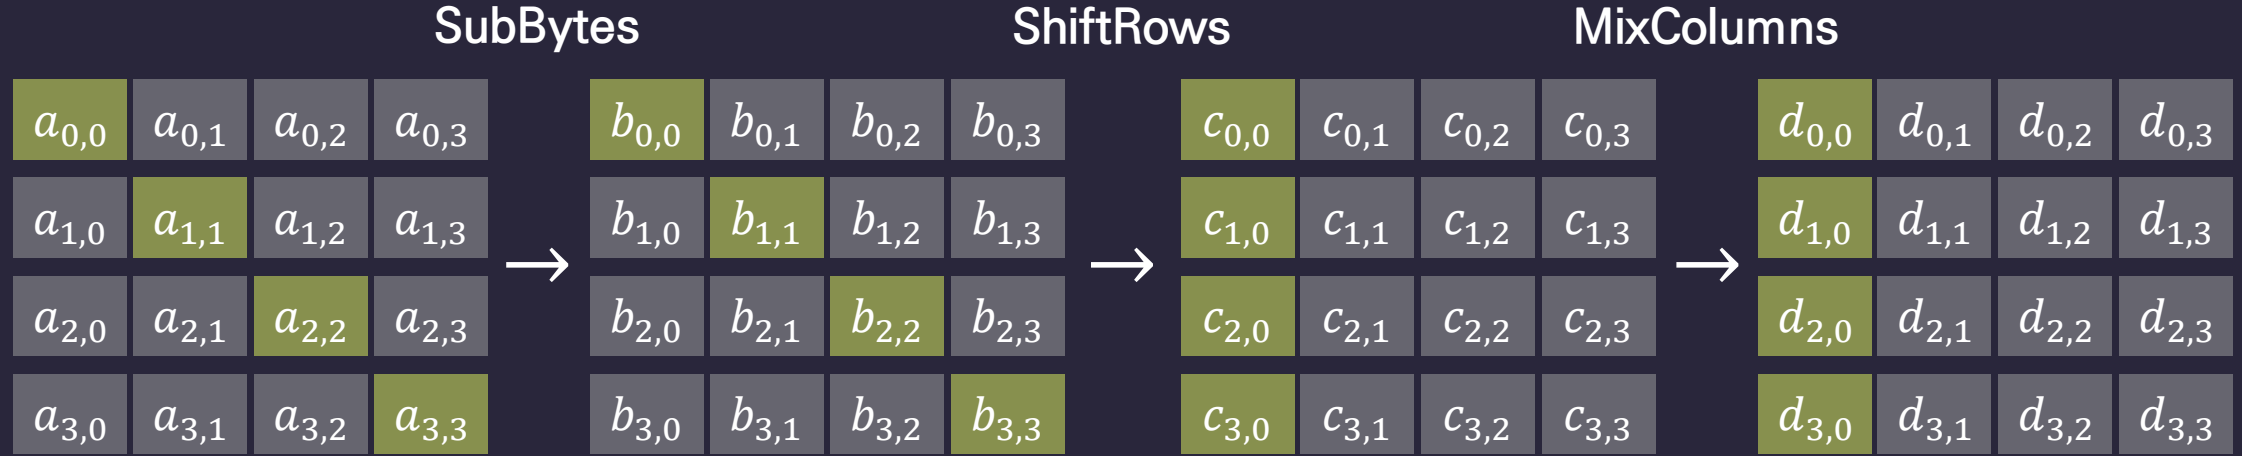 SubBytes ShiftRows MixColumns
a0,0 a0,1 a0,2 a0,3 b0,0 b0,1 b0,2 b0,3 c0,0 c0,1 c0,2 c0,3 d0,0 d0,1 d0,2 d0,3
a1,0 a1,1 a1,2 a1,3 b1,0 b1,1 b1,2 b1,3 c1,0 c1,1 c1,2 c1,3 d1,0 d1,1 d1,2 d1,3
→ → →
a2,0 a2,1 a2,2 a2,3 b2,0 b2,1 b2,2 b2,3 c2,0 c2,1 c2,2 c2,3 d2,0 d2,1 d2,2 d2,3
a3,0 a3,1 a3,2 a3,3 b3,0 b3,1 b3,2 b3,3 c3,0 c3,1 c3,2 c3,3 d3,0 d3,1 d3,2 d3,3